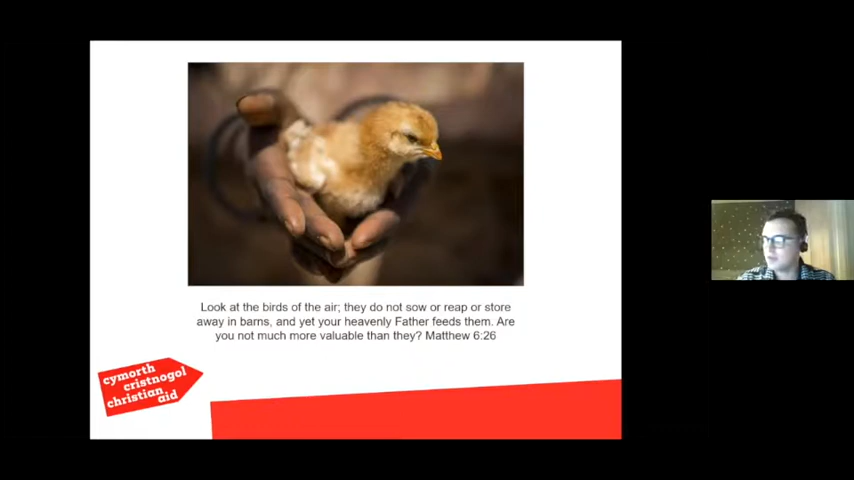 Look at the birds of the air; they do not sow or reap or store
away in barns, and yet your heavenly Father feeds them. Are
you not much more valuable than they? Matthew 6:26
cymorth
cristnogol
christian
aid